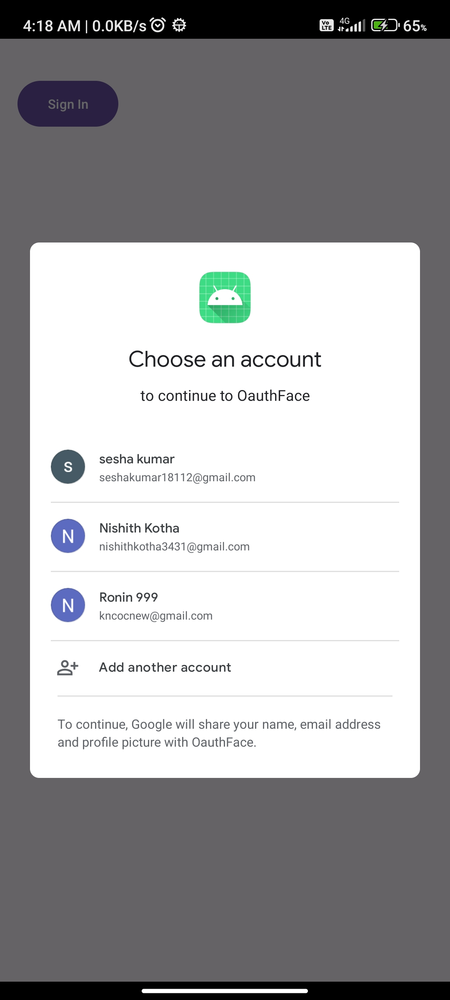 4:18 AM | 0.0KB/s Vo LTE 4G 65%
Sign In
Choose an account
to continue to OauthFace
s sesha kumar
seshakumar18112@gmail.com
N Nishith Kotha
nishithkotha3431@gmail.com
N Ronin 999
kncocnew@gmail.com
Add another account
To continue, Google will share your name, email address
and profile picture with OauthFace.